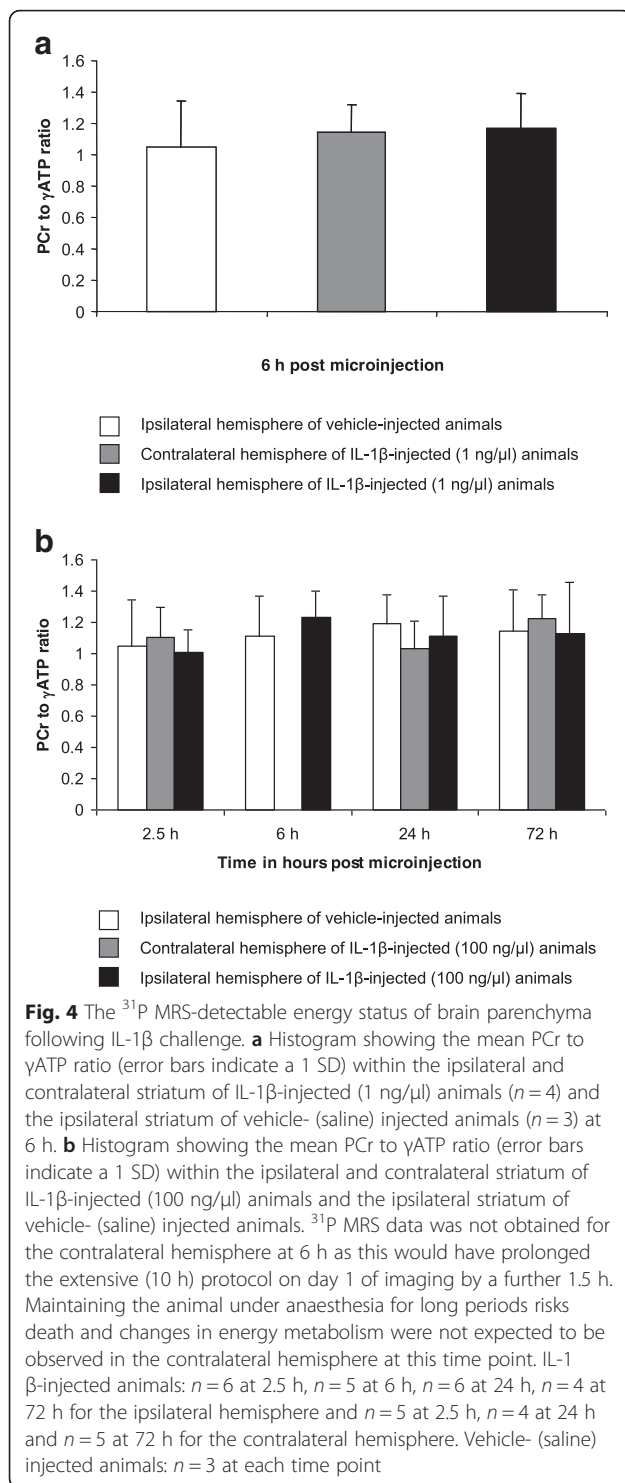 a
1.6
1.4
1.2
1
0.8
0.6
0.4
0.2
0
PCr to γATP ratio
6 h post microinjection
Ipsilateral hemisphere of vehicle-injected animals
Contralateral hemisphere of IL-1β-injected (1 ng/µl) animals
Ipsilateral hemisphere of IL-1β-injected (1 ng/µl) animals
b
1.6
1.4
1.2
1
0.8
0.6
0.4
0.2
0
PCr to γATP ratio
2.5 h 6 h 24 h 72 h
Time in hours post microinjection
Ipsilateral hemisphere of vehicle-injected animals
Contralateral hemisphere of IL-1β-injected (100 ng/µl) animals
Ipsilateral hemisphere of IL-1β-injected (100 ng/µl) animals
Fig. 4 The ³¹P MRS-detectable energy status of brain parenchyma
following IL-1β challenge. a Histogram showing the mean PCr to
γATP ratio (error bars indicate a 1 SD) within the ipsilateral and
contralateral striatum of IL-1β-injected (1 ng/µl) animals (n = 4) and
the ipsilateral striatum of vehicle- (saline) injected animals (n = 3) at
6 h. b Histogram showing the mean PCr to γATP ratio (error bars
indicate a 1 SD) within the ipsilateral and contralateral striatum of
IL-1β-injected (100 ng/µl) animals and the ipsilateral striatum of
vehicle- (saline) injected animals. ³¹P MRS data was not obtained for
the contralateral hemisphere at 6 h as this would have prolonged
the extensive (10 h) protocol on day 1 of imaging by a further 1.5 h.
Maintaining the animal under anaesthesia for long periods risks
death and changes in energy metabolism were not expected to be
observed in the contralateral hemisphere at this time point. IL-1
β-injected animals: n = 6 at 2.5 h, n = 5 at 6 h, n = 6 at 24 h, n = 4 at
72 h for the ipsilateral hemisphere and n = 5 at 2.5 h, n = 4 at 24 h
and n = 5 at 72 h for the contralateral hemisphere. Vehicle- (saline)
injected animals: n = 3 at each time point